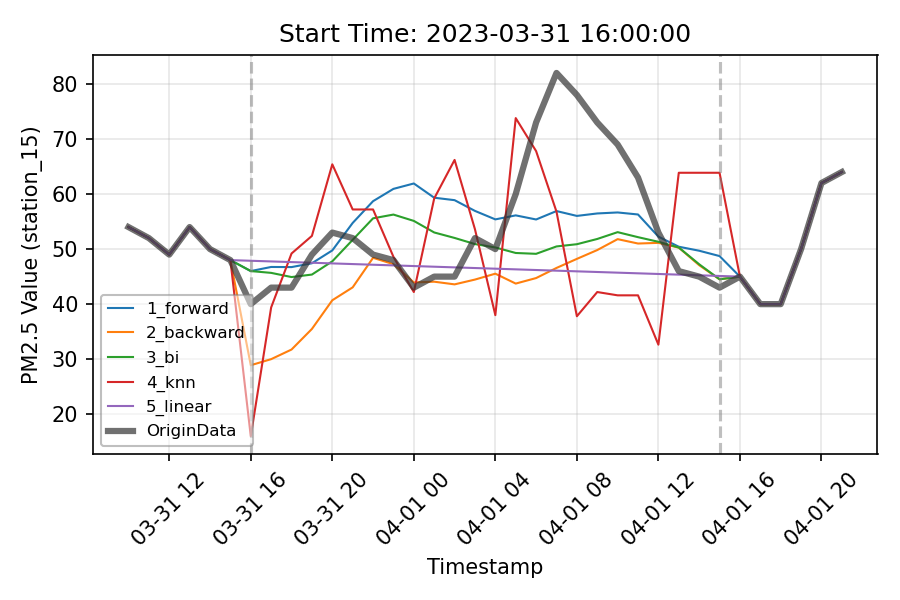 Start Time: 2023-03-31 16:00:00
PM2.5 Value (station_15)
80
70
60
50
40
30
20
1_forward
2_backward
3_bi
4_knn
5_linear
OriginData
03-31 12
03-31 16
03-31 20
04-01 00
04-01 04
04-01 08
04-01 12
04-01 16
04-01 20
Timestamp